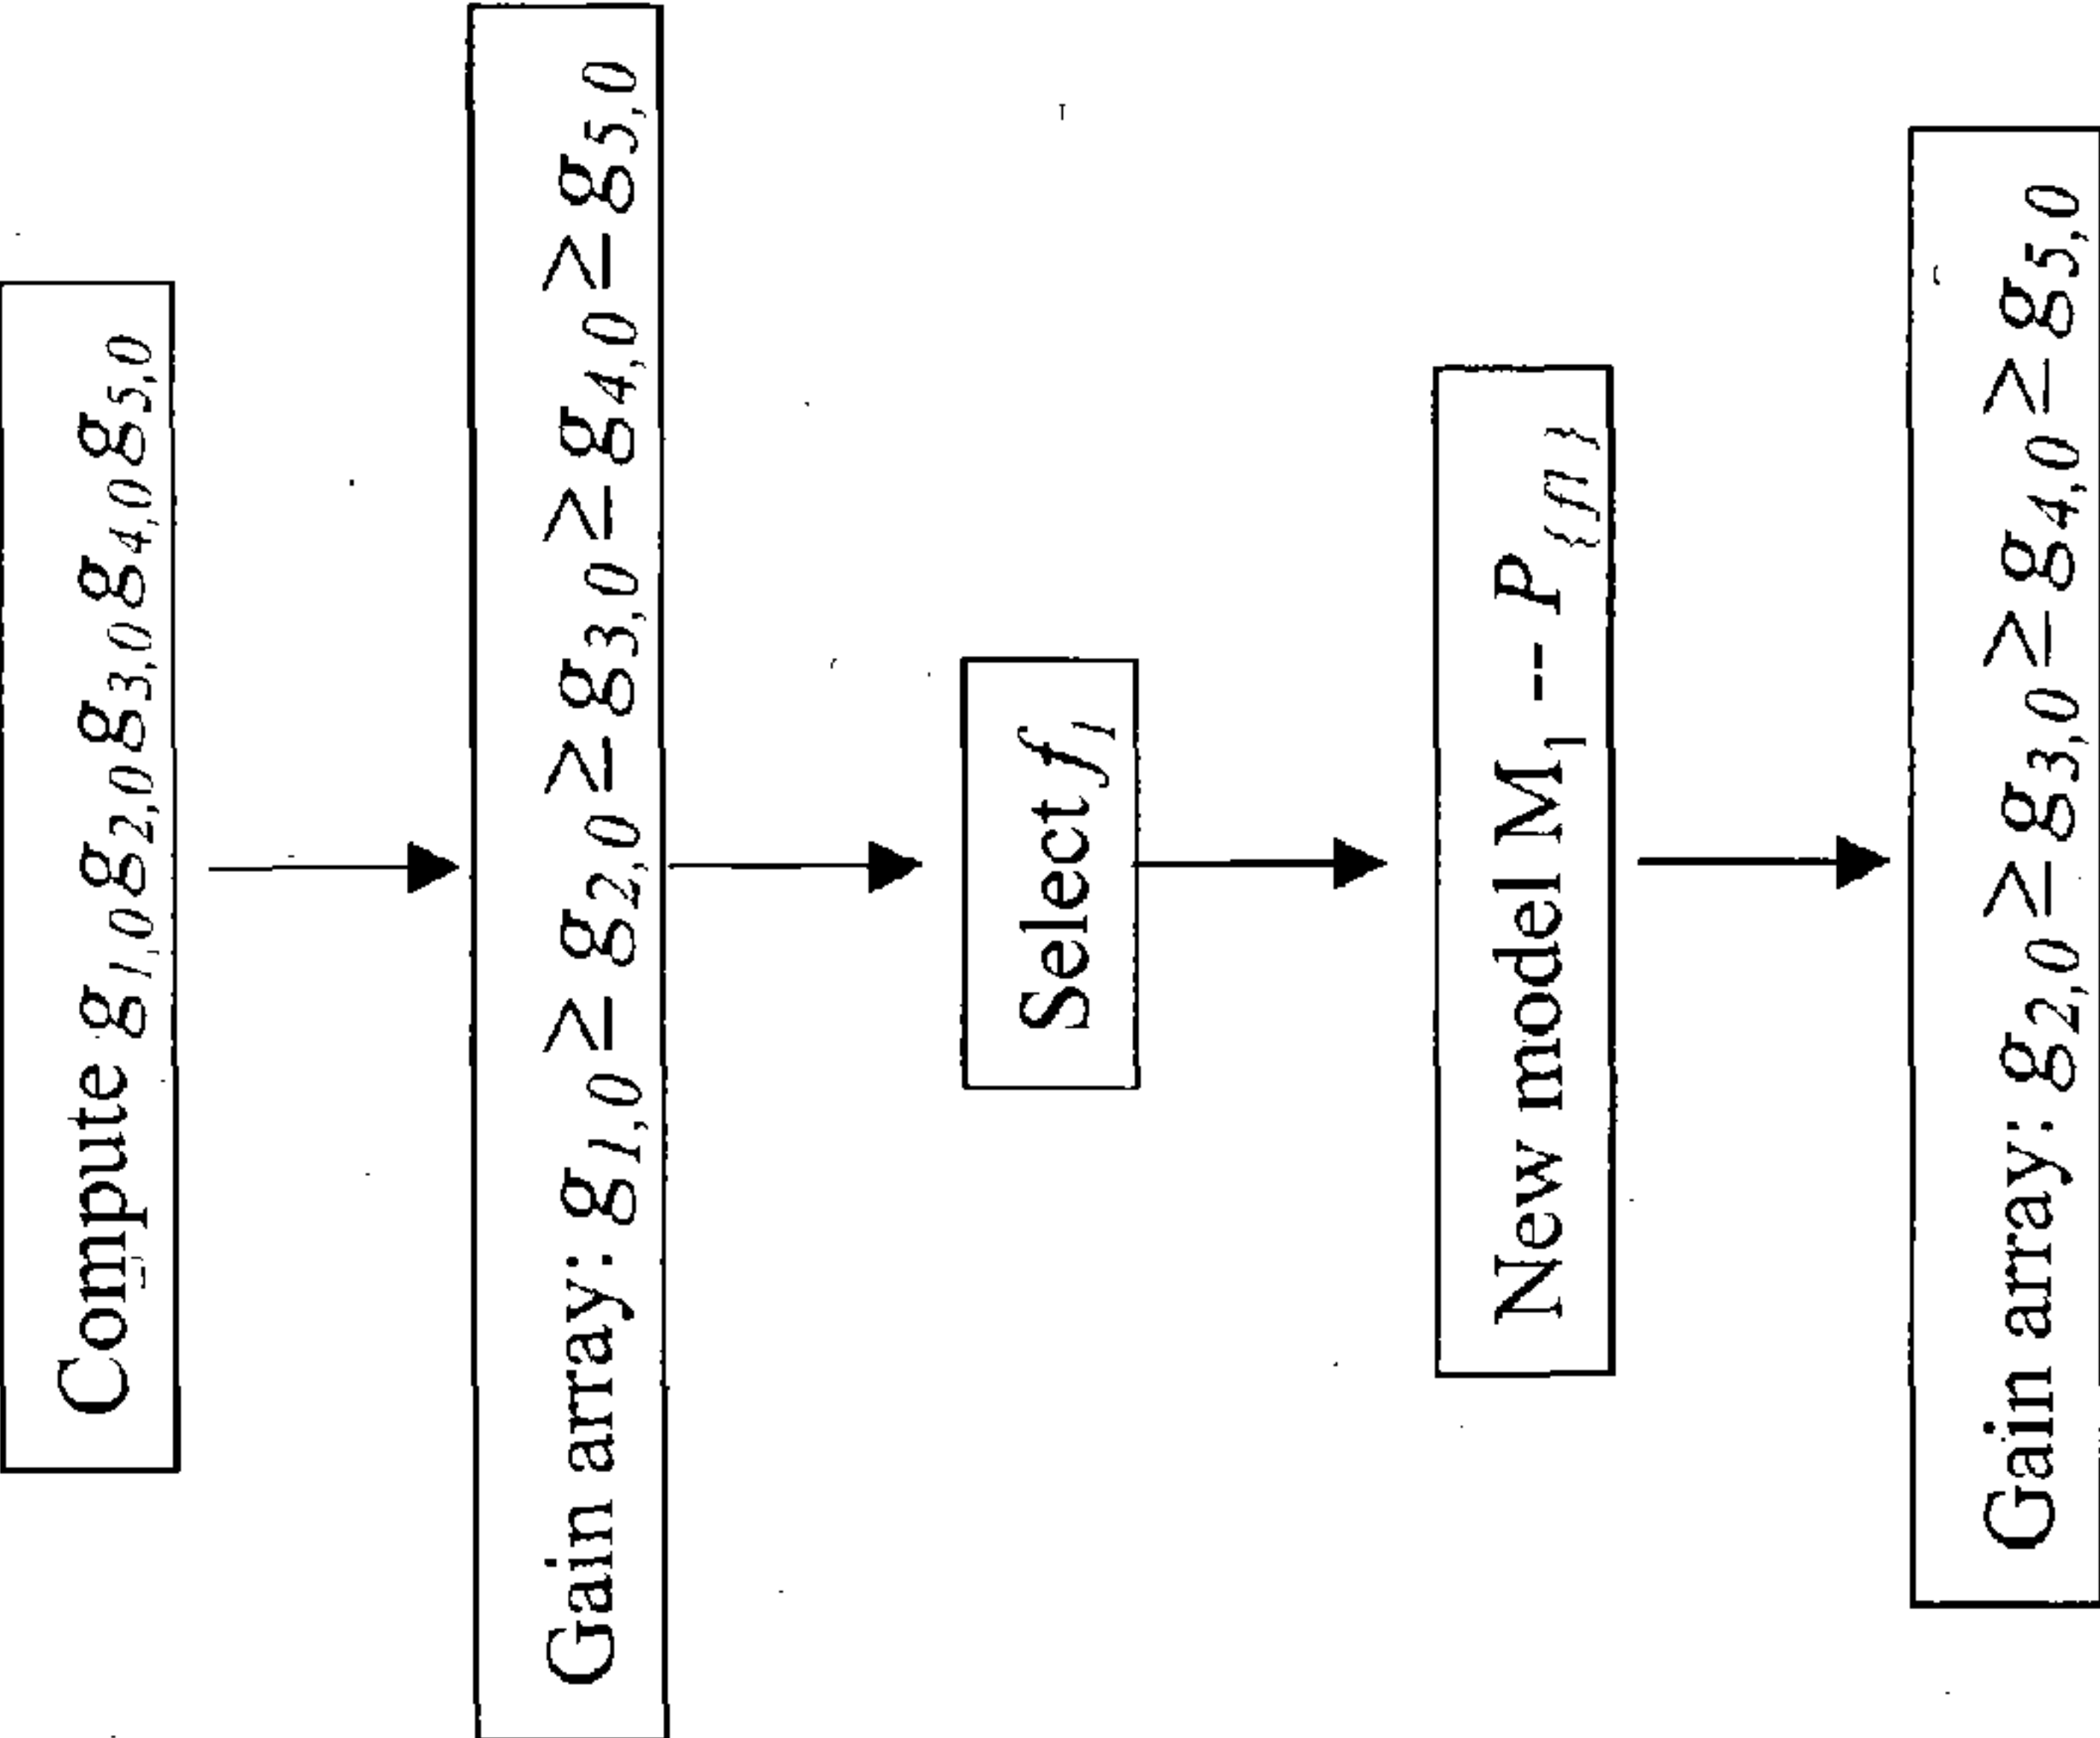 Compute g1,0 g2,0 g3,0 g4,0 g5,0
Gain array: g1,0 ≥ g2,0 ≥ g3,0 ≥ g4,0 ≥ g5,0
Select f1
New model M1 -- P{f1}
Gain array: g2,0 ≥ g3,0 ≥ g4,0 ≥ g5,0